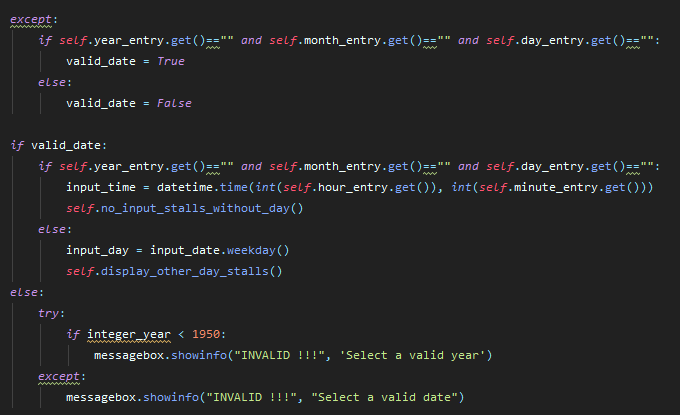 except:
if self.year_entry.get()=="" and self.month_entry.get()=="" and self.day_entry.get()=="":
valid_date = True
else:
valid_date = False
if valid_date:
if self.year_entry.get()=="" and self.month_entry.get()=="" and self.day_entry.get()=="":
input_time = datetime.time(int(self.hour_entry.get()), int(self.minute_entry.get()))
self.no_input_stalls_without_day()
else:
input_day = input_date.weekday()
self.display_other_day_stalls()
else:
try:
if integer_year < 1950:
messagebox.showinfo("INVALID !!!", 'Select a valid year')
except:
messagebox.showinfo("INVALID !!!", "Select a valid date")